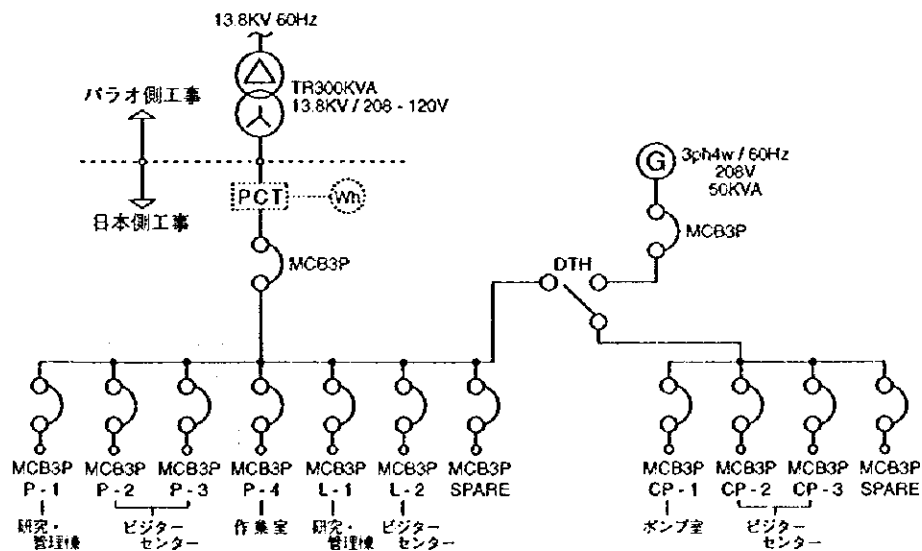 13.8KV 60Hz
TR300KVA
13.8KV / 208 - 120V
パラオ側工事
日本側工事
PCT
Wh
MCB3P
G
3ph4w / 60Hz
208V
50KVA
MCB3P
DTH
MCB3P
P - 1
MCB3P
P - 2
MCB3P
P - 3
MCB3P
P - 4
MCB3P
L - 1
MCB3P
L - 2
MCB3P
SPARE
MCB3P
CP - 1
MCB3P
CP - 2
MCB3P
CP - 3
MCB3P
SPARE
研究・
管理棟
ビジター
センター
作業室
研究・
管理棟
ビジター
センター
ポンプ室
ビジター
センター